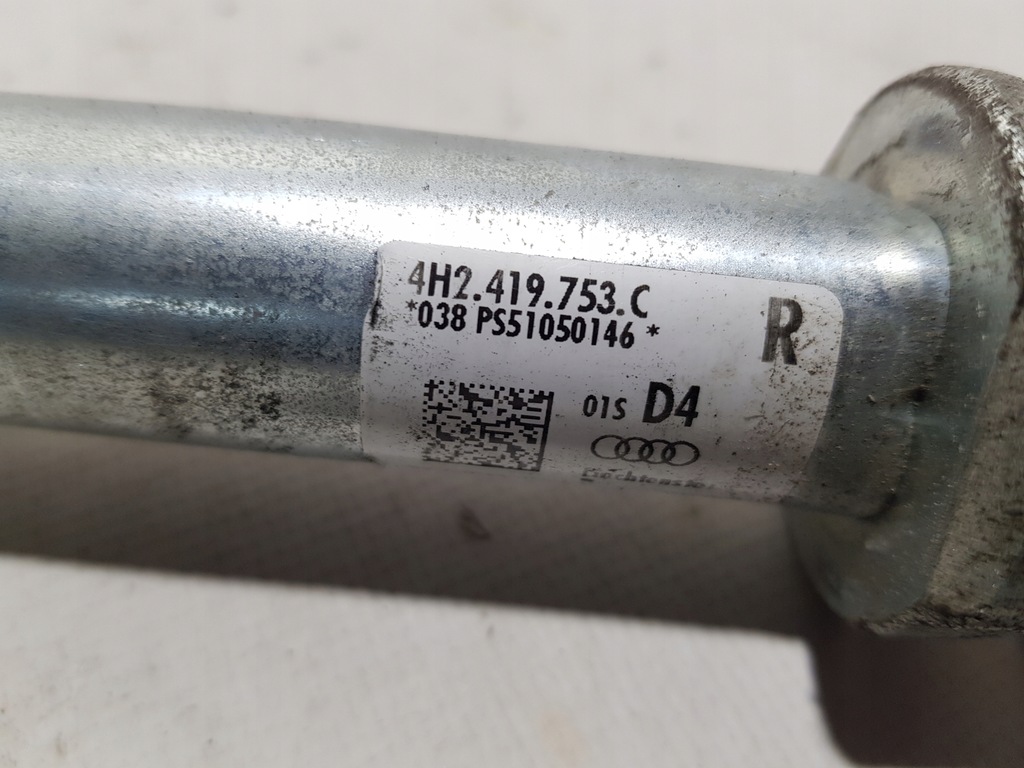 4H2.419.753.C
*038 PS51050146 *
R
01S D4